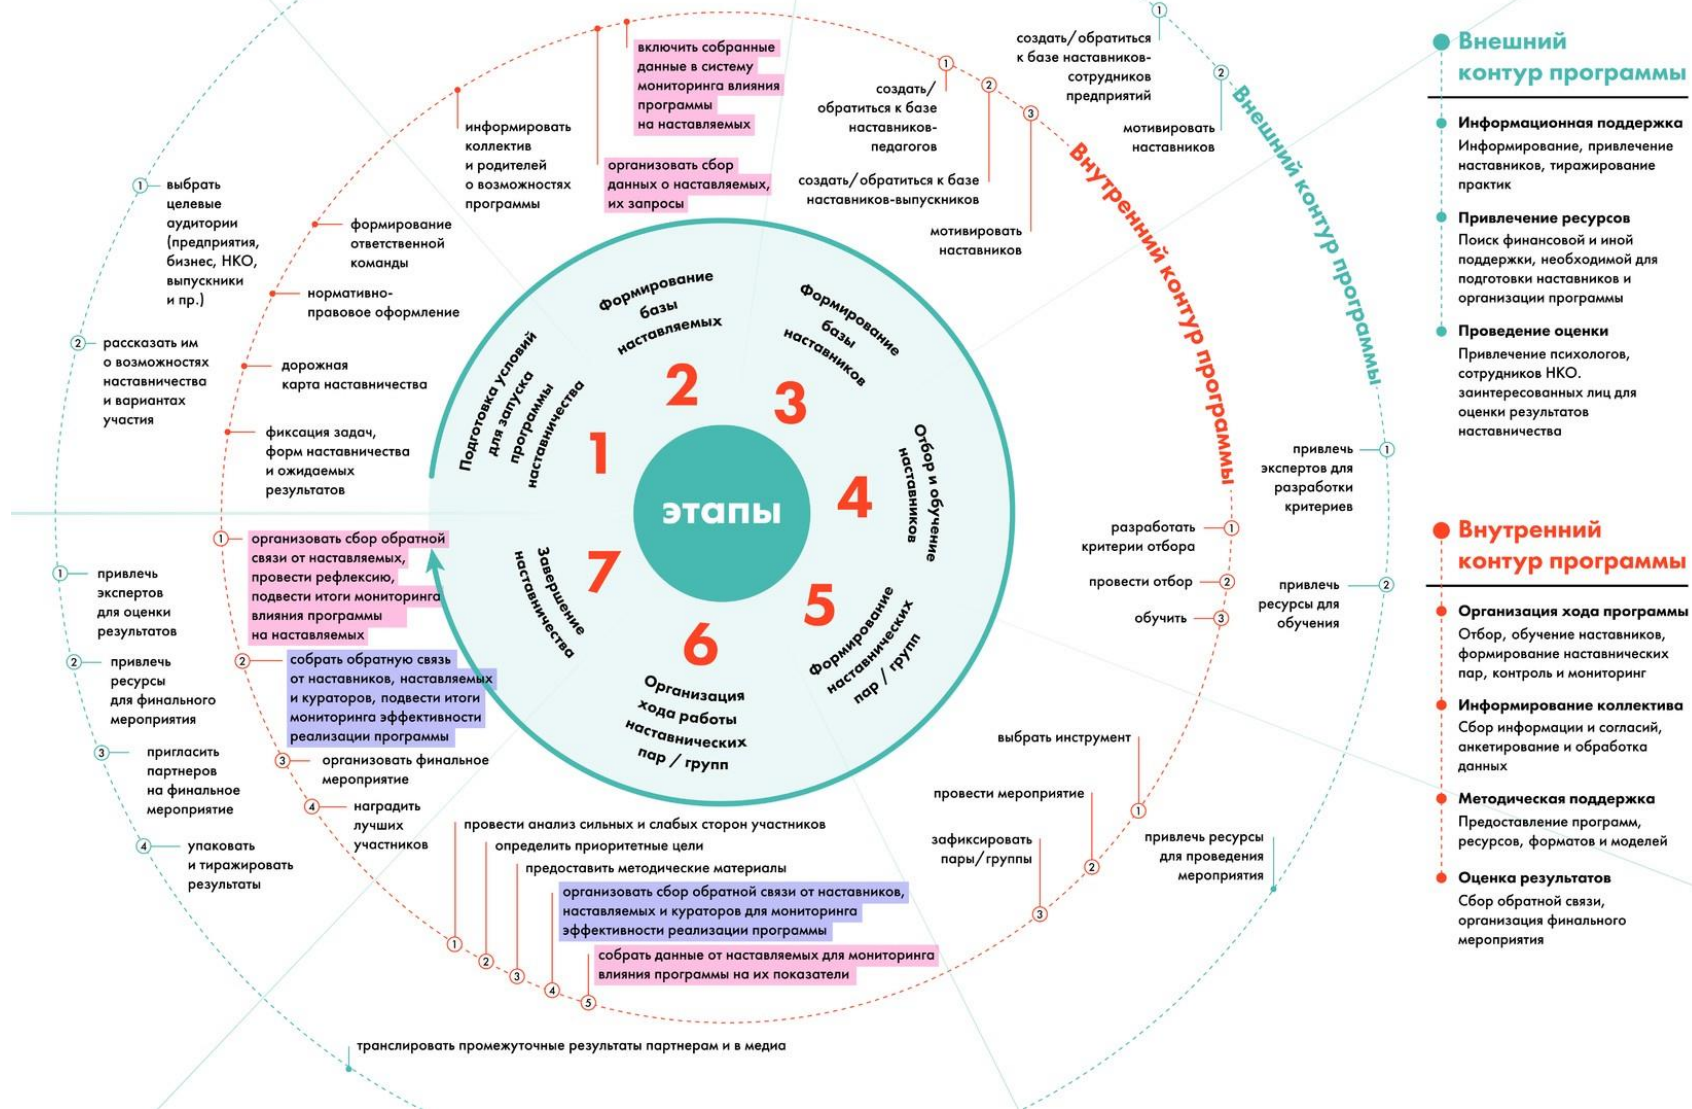 включить собранные
данные в систему
мониторинга влияния
программы
на наставляемых
организовать сбор
данных о наставляемых,
их запросы
информировать
коллектив
и родителей
о возможностях
программы
создать/
обратиться к базе
наставников-
педагогов
создать/обратиться к базе
наставников-выпускников
мотивировать
наставников
1
2
3
создать/обратиться
к базе наставников-
сотрудников
предприятий
мотивировать
наставников
1
2
Внутренний контур программы
Внешний контур программы
1
выбрать
целевые
аудитории
(предприятия,
бизнес, НКО,
выпускники
и пр.)
2
рассказать им
о возможностях
наставничества
и вариантах
участия
формирование
ответственной
команды
нормативно-
правовое оформление
дорожная
карта наставничества
фиксация задач,
форм наставничества
и ожидаемых
результатов
этапы
1
Подготовка условий
для запуска
программы
наставничества
2
Формирование
базы
наставляемых
3
Формирование
базы
наставников
4
Отбор и обучение
наставников
5
Формирование
наставнических
пар / групп
6
Организация
хода работы
наставнических
пар / групп
7
Завершение
наставничества
привлечь
экспертов для
разработки
критериев
1
привлечь
ресурсы для
обучения
2
разработать
критерии отбора
1
провести отбор
2
обучить
3
1
организовать сбор обратной
связи от наставляемых,
провести рефлексию,
подвести итоги мониторинга
влияния программы
на наставляемых
2
собрать обратную связь
от наставников, наставляемых
и кураторов, подвести итоги
мониторинга эффективности
реализации программы
3
организовать финальное
мероприятие
4
наградить
лучших
участников
1
привлечь
экспертов
для оценки
результатов
2
привлечь
ресурсы
для финального
мероприятия
3
пригласить
партнеров
на финальное
мероприятие
4
упаковать
и тиражировать
результаты
выбрать инструмент
провести мероприятие
зафиксировать
пары/группы
1
2
3
привлечь ресурсы
для проведения
мероприятия
провести анализ сильных и слабых сторон участников
определить приоритетные цели
предоставить методические материалы
организовать сбор обратной связи от наставников,
наставляемых и кураторов для мониторинга
эффективности реализации программы
собрать данные от наставляемых для мониторинга
влияния программы на их показатели
1
2
3
4
5
транслировать промежуточные результаты партнерам и в медиа
Внешний
контур программы
Информационная поддержка
Информирование, привлечение
наставников, тиражирование
практик
Привлечение ресурсов
Поиск финансовой и иной
поддержки, необходимой для
подготовки наставников и
организации программы
Проведение оценки
Привлечение психологов,
сотрудников НКО.
заинтересованных лиц для
оценки результатов
наставничества
Внутренний
контур программы
Организация хода программы
Отбор, обучение наставников,
формирование наставнических
пар, контроль и мониторинг
Информирование коллектива
Сбор информации и согласий,
анкетирование и обработка
данных
Методическая поддержка
Предоставление программ,
ресурсов, форматов и моделей
Оценка результатов
Сбор обратной связи,
организация финального
мероприятия